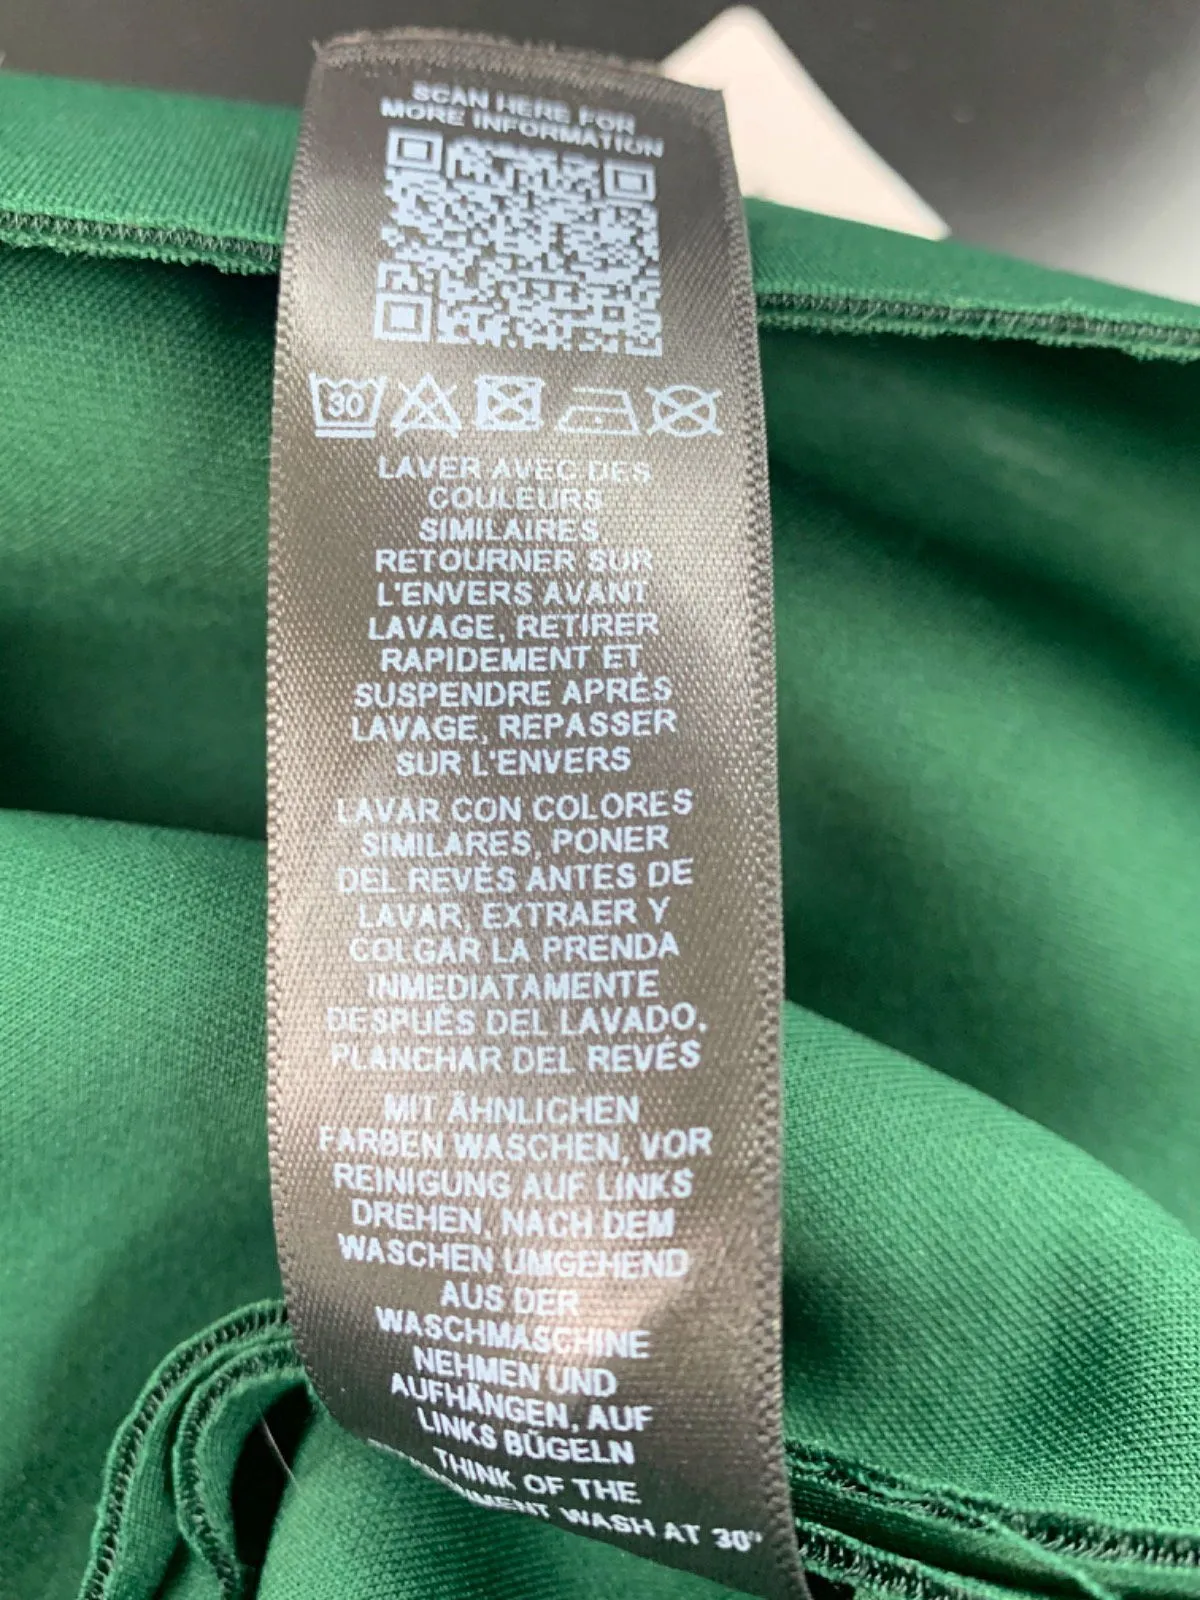 SCAN HERE FOR
MORE INFORMATION
30
LAVER AVEC DES
COULEURS
SIMILAIRES,
RETOURNER SUR
L'ENVERS AVANT
LAVAGE, RETIRER
RAPIDEMENT ET
SUSPENDRE APRÈS
LAVAGE, REPASSER
SUR L'ENVERS
LAVAR CON COLORES
SIMILARES, PONER
DEL REVÉS ANTES DE
LAVAR, EXTRAER Y
COLGAR LA PRENDA
INMEDIATAMENTE
DESPUÉS DEL LAVADO,
PLANCHAR DEL REVÉS
MIT ÄHNLICHEN
FARBEN WASCHEN, VOR
REINIGUNG AUF LINKS
DREHEN, NACH DEM
WASCHEN UMGEHEND
AUS DER
WASCHMASCHINE
NEHMEN UND
AUFHÄNGEN, AUF
LINKS BÜGELN
THINK OF THE
WASH AT 30°